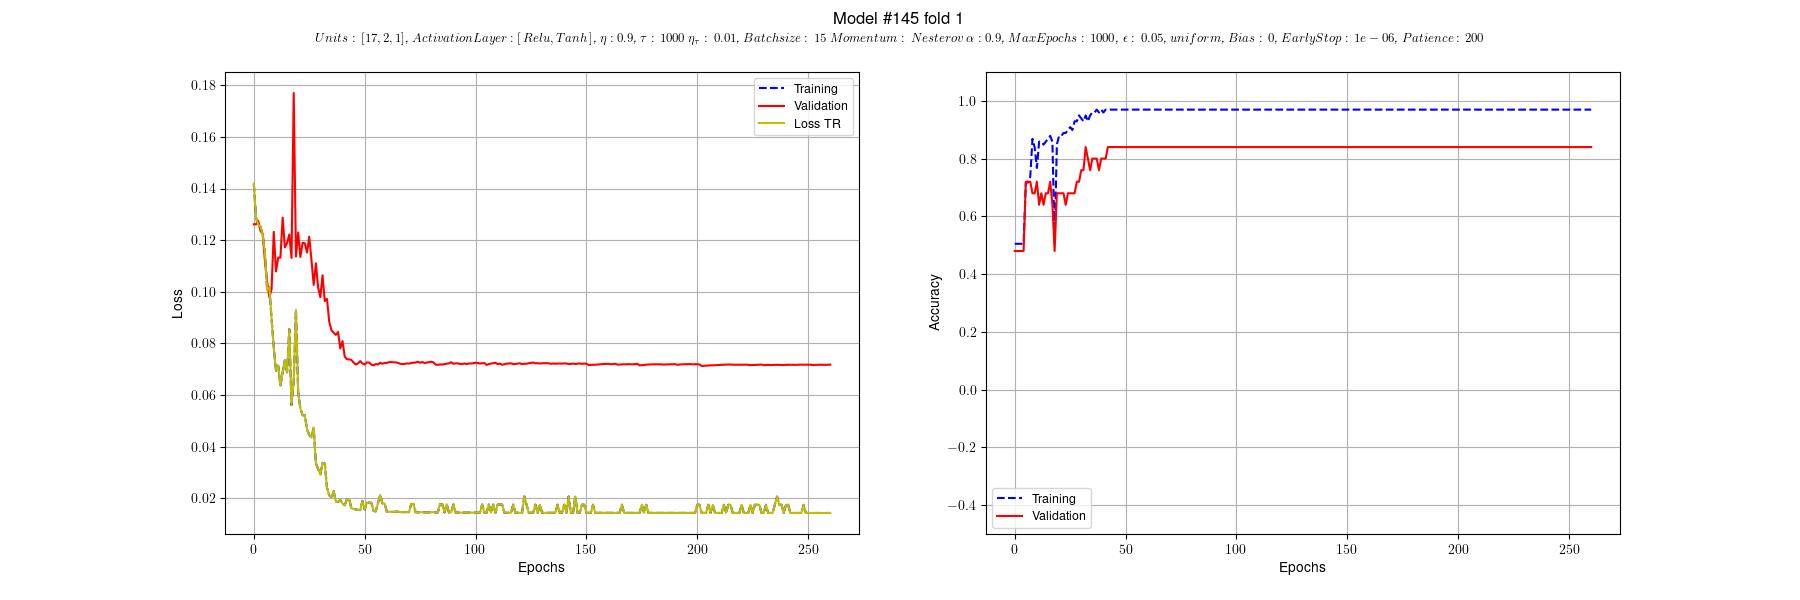 Model #145 fold 1
Units : [17, 2, 1], ActivationLayer : [ Relu, Tanh ], η : 0.9, τ : 1000 η_τ : 0.01, Batchsize : 15 Momentum : Nesterov α : 0.9, MaxEpochs : 1000, ϵ : 0.05, uniform, Bias : 0, EarlyStop : 1e − 06, Patience : 200
0.18
0.16
0.14
0.12
0.10
0.08
0.06
0.04
0.02
Loss
0 50 100 150 200 250
Epochs
Training
Validation
Loss TR
1.0
0.8
0.6
0.4
0.2
0.0
−0.2
−0.4
Accuracy
0 50 100 150 200 250
Epochs
Training
Validation